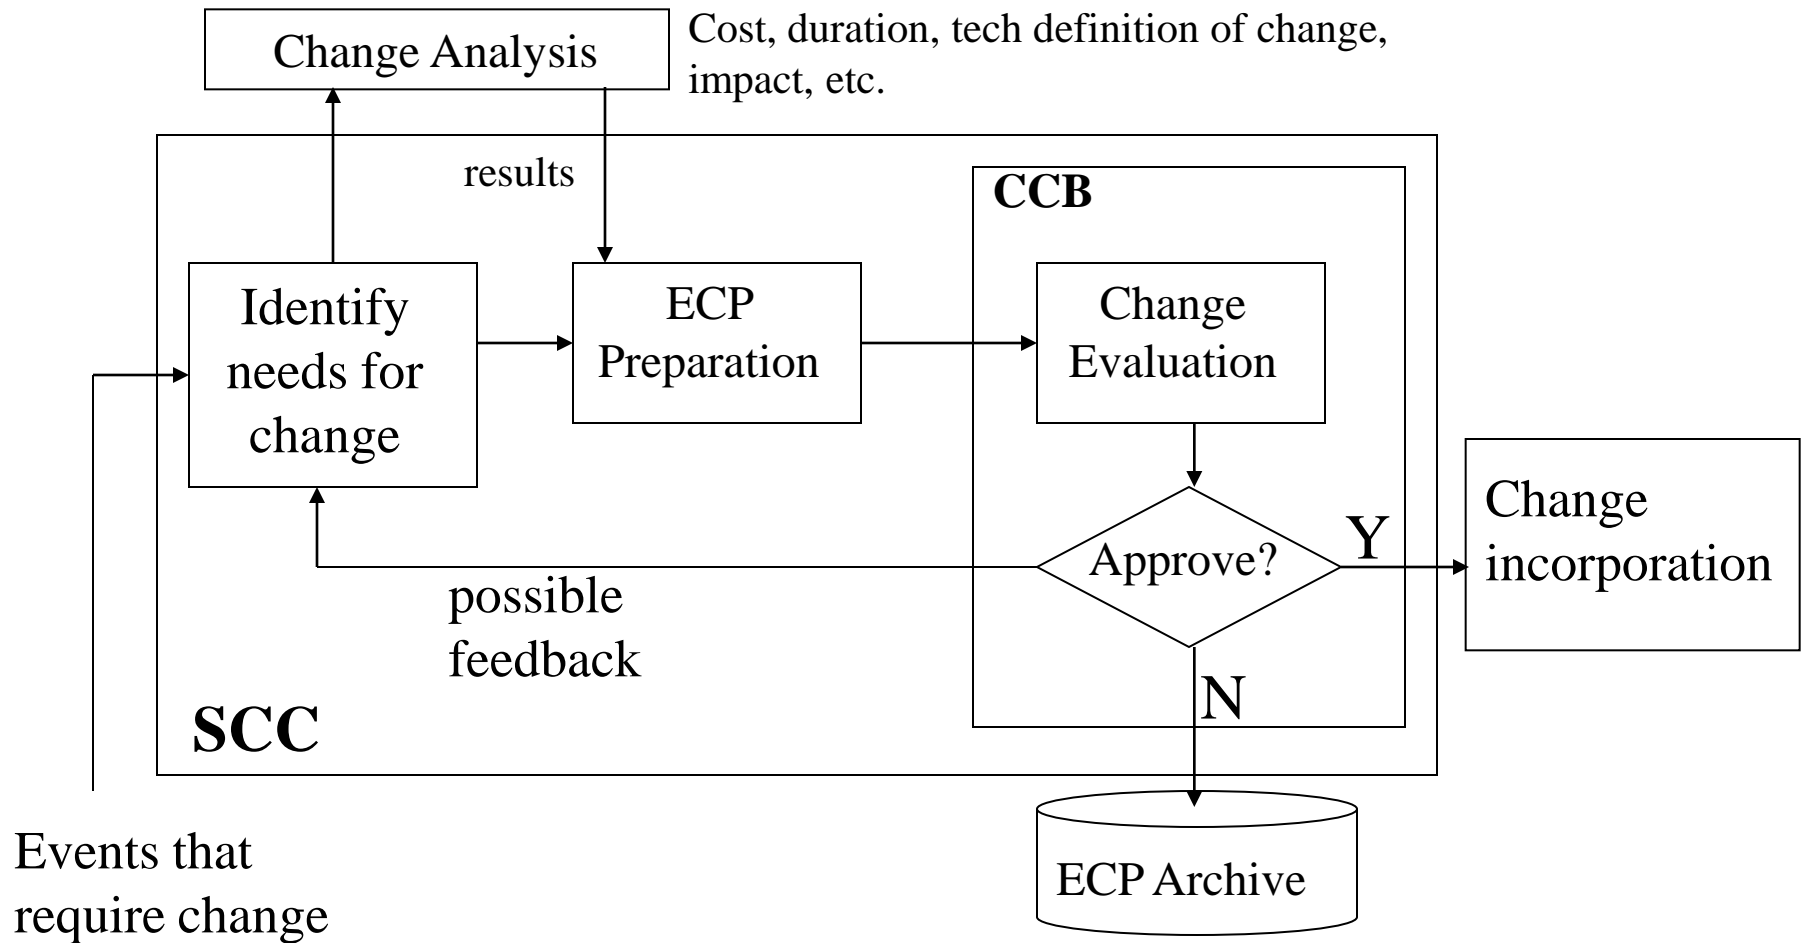 Change Analysis
Cost, duration, tech definition of change,
impact, etc.
results
CCB
Identify
needs for
change
ECP
Preparation
Change
Evaluation
Approve?
Y
Change
incorporation
possible
feedback
N
SCC
Events that
require change
ECP Archive